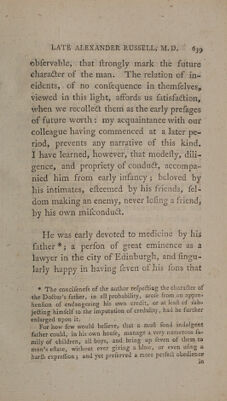 LATE ALEXANDER RUSSELL, M.D. 639
obſervable, that ſtrongly mark the future
character of the man. The relation of in-
cidents, of no conſequence in themſelves,
viewed in this light, affords us ſatisfaction,
when we recollect them as the early preſages
of future worth: my acquaintance with our
colleague having commenced at a later pe-
riod, prevents any narrative of this kind.
I have learned, however, that modeſty, dili-
gence, and propriety of conduct, accompa-
nied him from early infancy; beloved by
his intimates, eſteemed by his friends, ſel-
dom making an enemy, never loſing a friend,
by his own miſconduct.
He was early devoted to medicine by his
father*; a perſon of great eminence as a
lawyer in the city of Edinburgh, and ſingu-
larly happy in having ſeven of his ſons that
* The conciſeneſs of the author reſpecting the character of
the Doctor's father, in all probability, aroſe from an appre-
henſion of endangering his own credit, or at leaſt of ſub-
jecting himſelf to the imputation of credulity, had he further
enlarged upon it.
For how few would believe, that a moſt fond indulgent
father could, in his own houſe, manage a very numerous fa-
mily of children, all boys, and bring up ſeven of them to
man's eſtate, without ever giving a blow, or even uſing a
harſh expreſſion; and yet preſerved a more perfect obedience
in